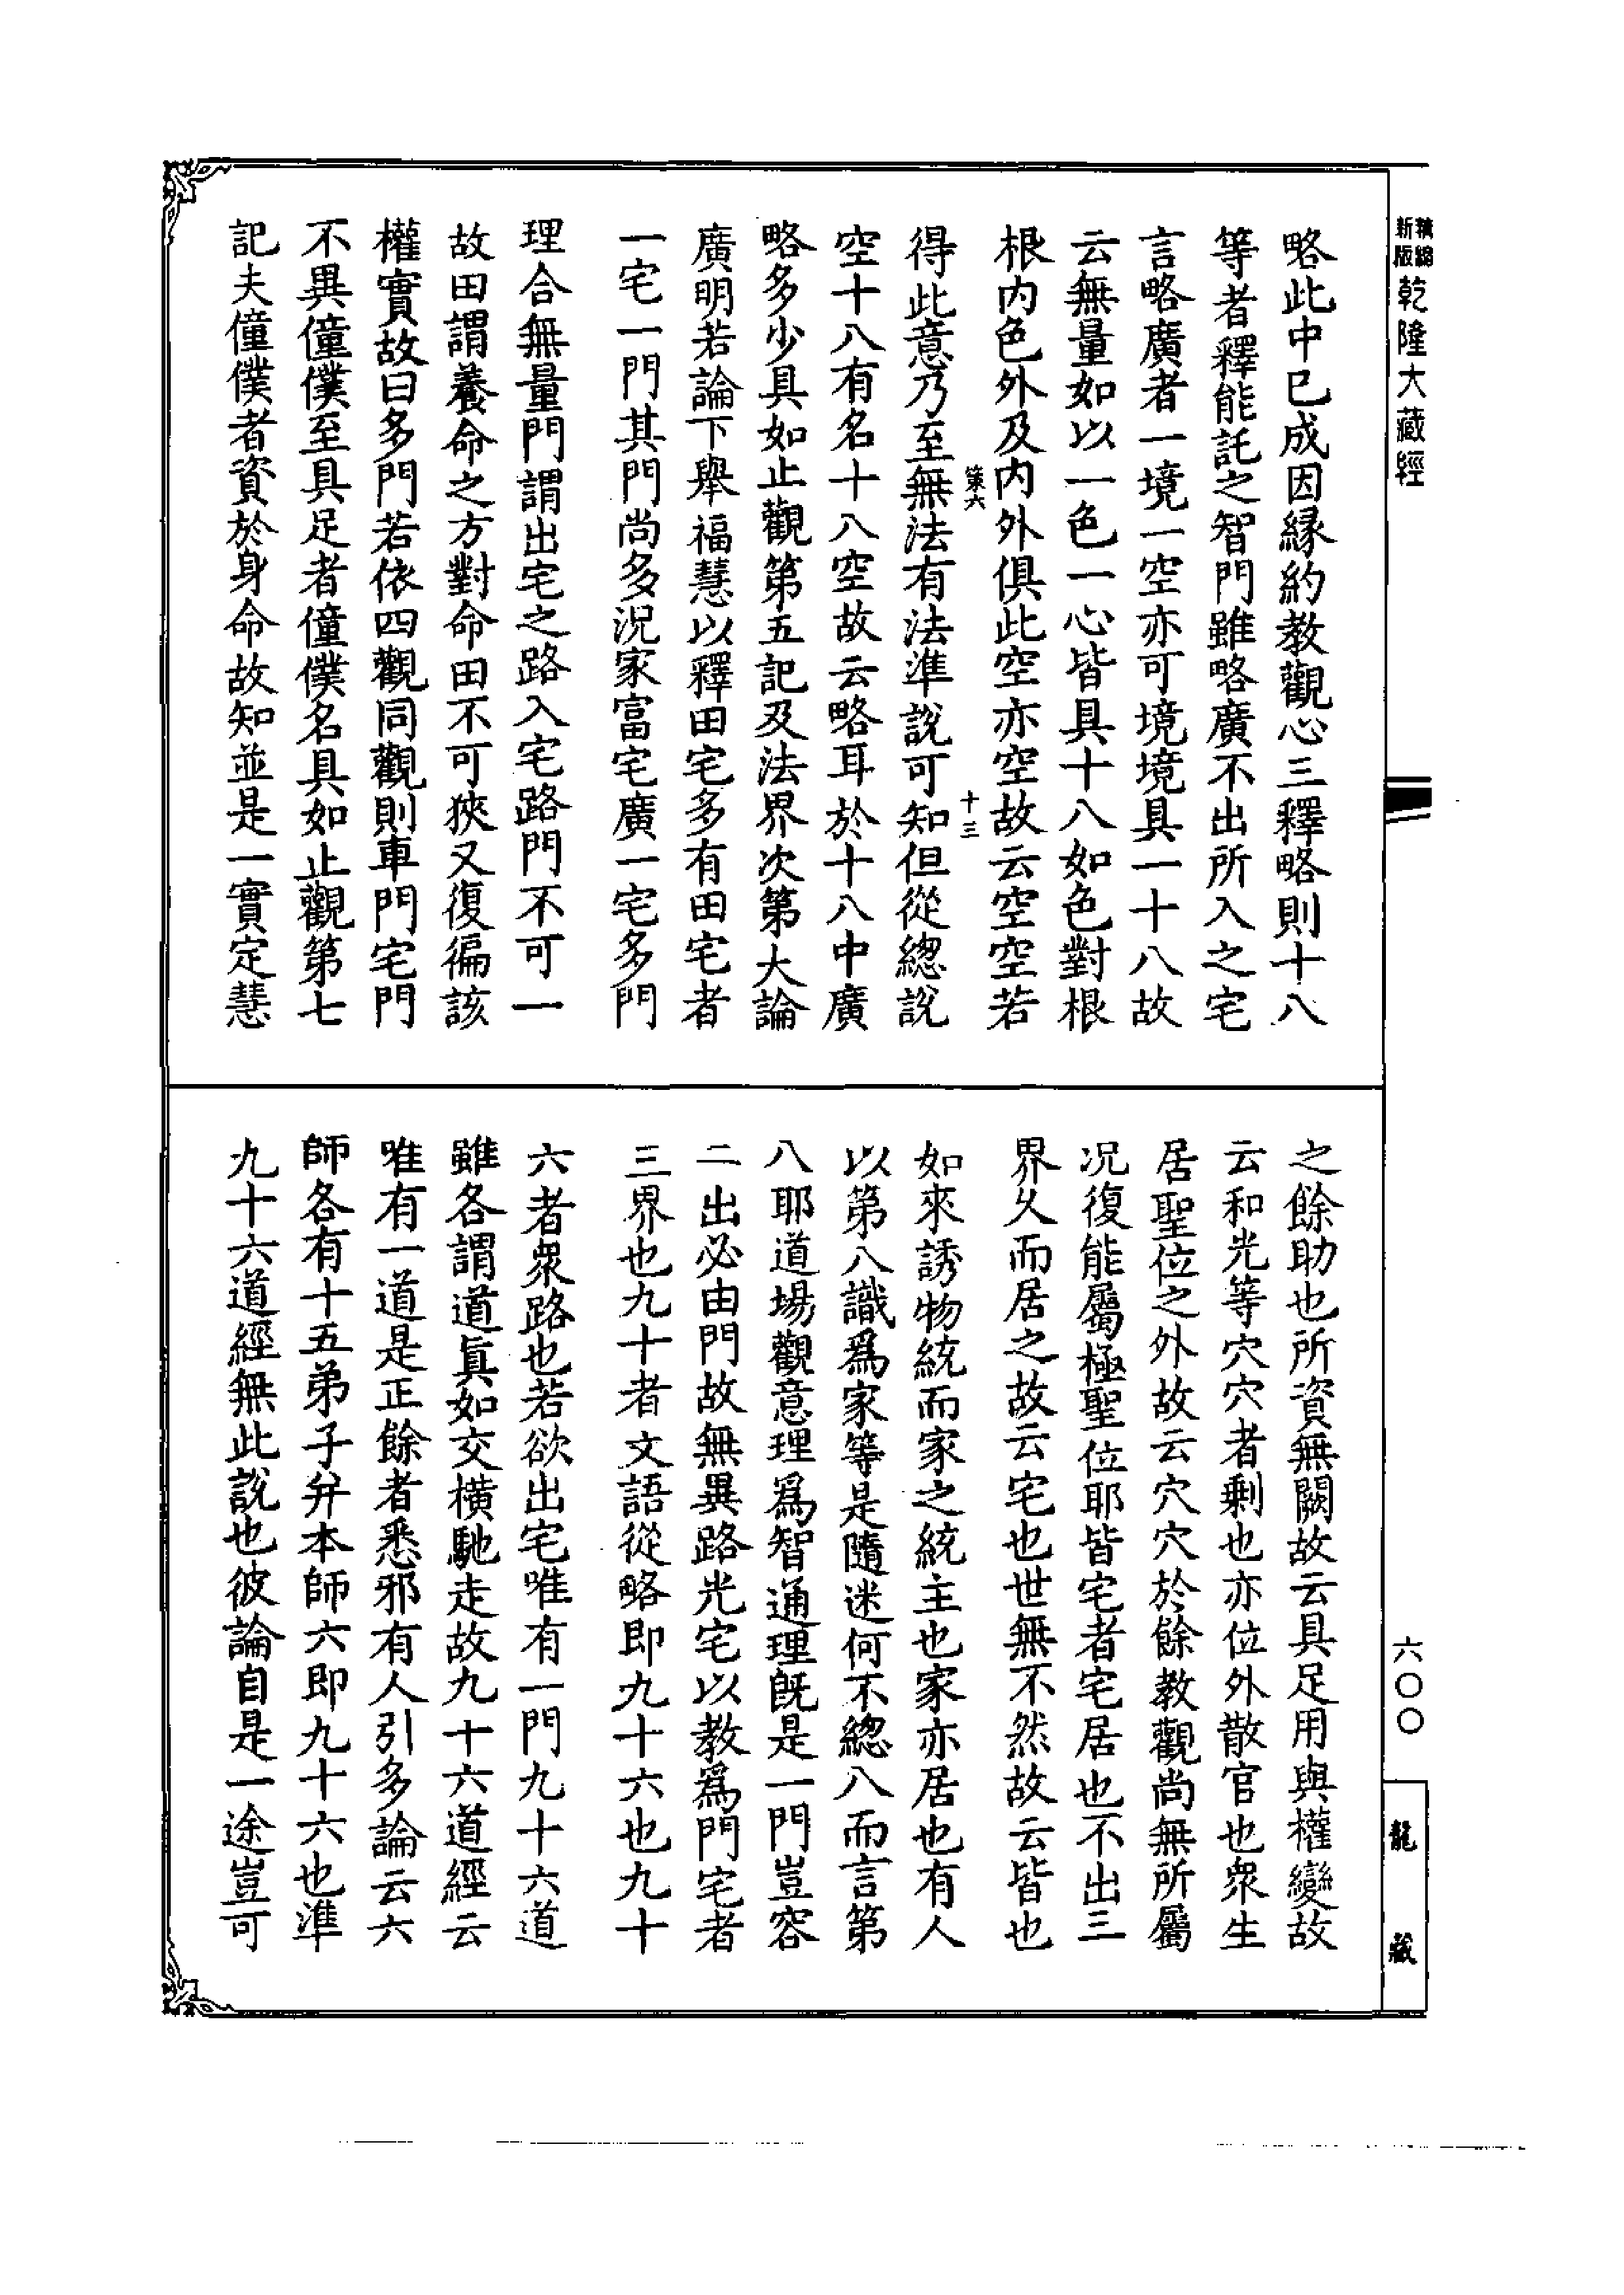 新版精縮乾隆大藏經
略此中已成因緣約教觀心三釋略則十八
等者釋能託之智門雖略廣不出所入之宅
言略廣者一境一空亦可境境具一十八故
云無量如以一色一心皆具十八如色對根
根內色外及內外俱此空亦空故云空空若
策六
十三
得此意乃至無法有法準說可知但從總說
空十八有名十八空故云略耳於十八中廣
略多少具如止觀第五記及法界次第大論
廣明若論下舉福慧以釋田宅多有田宅者
一宅一門其門尚多況家富宅廣一宅多門
理合無量門謂出宅之路入宅路門不可一
故田謂養命之方對命田不可狹又復徧該
權實故曰多門若依四觀同觀則車門宅門
不異僮僕至具足者僮僕名具如止觀第七
記夫僮僕者資於身命故知並是一實定慧
之餘助也所資無闕故云具足用與權變故
云和光等穴穴者剩也亦位外散官也衆生
居聖位之外故云穴穴於餘教觀尚無所屬
況復能屬極聖位耶皆宅者宅居也不出三
界久而居之故云宅也世無不然故云皆也
如來誘物統而家之統主也家亦居也有人
以第八識爲家等是隨迷何不總八而言第
八耶道場觀意理爲智通理旣是一門豈容
二出必由門故無異路光宅以教爲門宅者
三界也九十者文語從略即九十六也九十
六者衆路也若欲出宅唯有一門九十六道
雖各謂道眞如交橫馳走故九十六道經云
唯有一道是正餘者悉邪有人引多論云六
師各有十五弟子幷本師六即九十六也準
九十六道經無此說也彼論自是一途豈可
六〇〇
龍藏